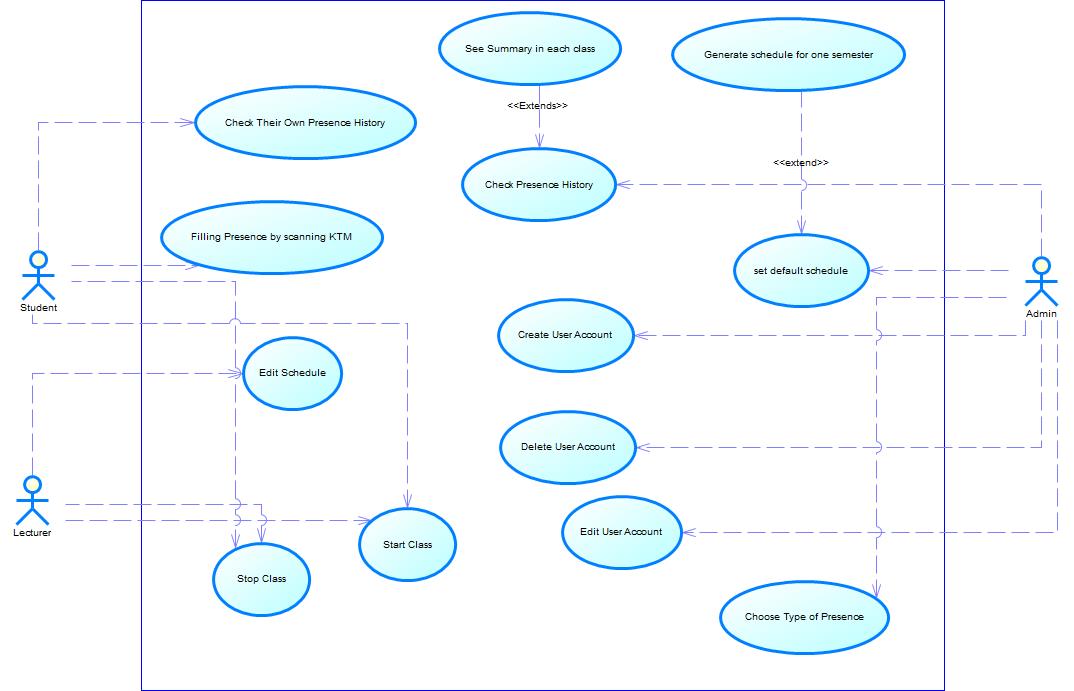 See Summary in each class
Generate schedule for one semester
<<Extends>>
Check Their Own Presence History
<<extend>>
Check Presence History
Filling Presence by scanning KTM
set default schedule
Student
Admin
Create User Account
Edit Schedule
Delete User Account
Lecturer
Edit User Account
Start Class
Stop Class
Choose Type of Presence